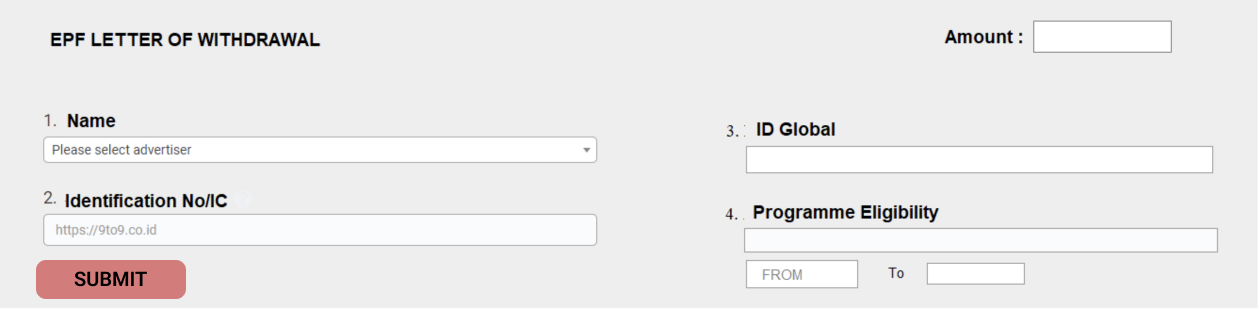 EPF LETTER OF WITHDRAWAL
Amount :
1. Name
Please select advertiser
2. Identification No/IC
https://9to9.co.id
SUBMIT
3. ID Global
4. Programme Eligibility
FROM To